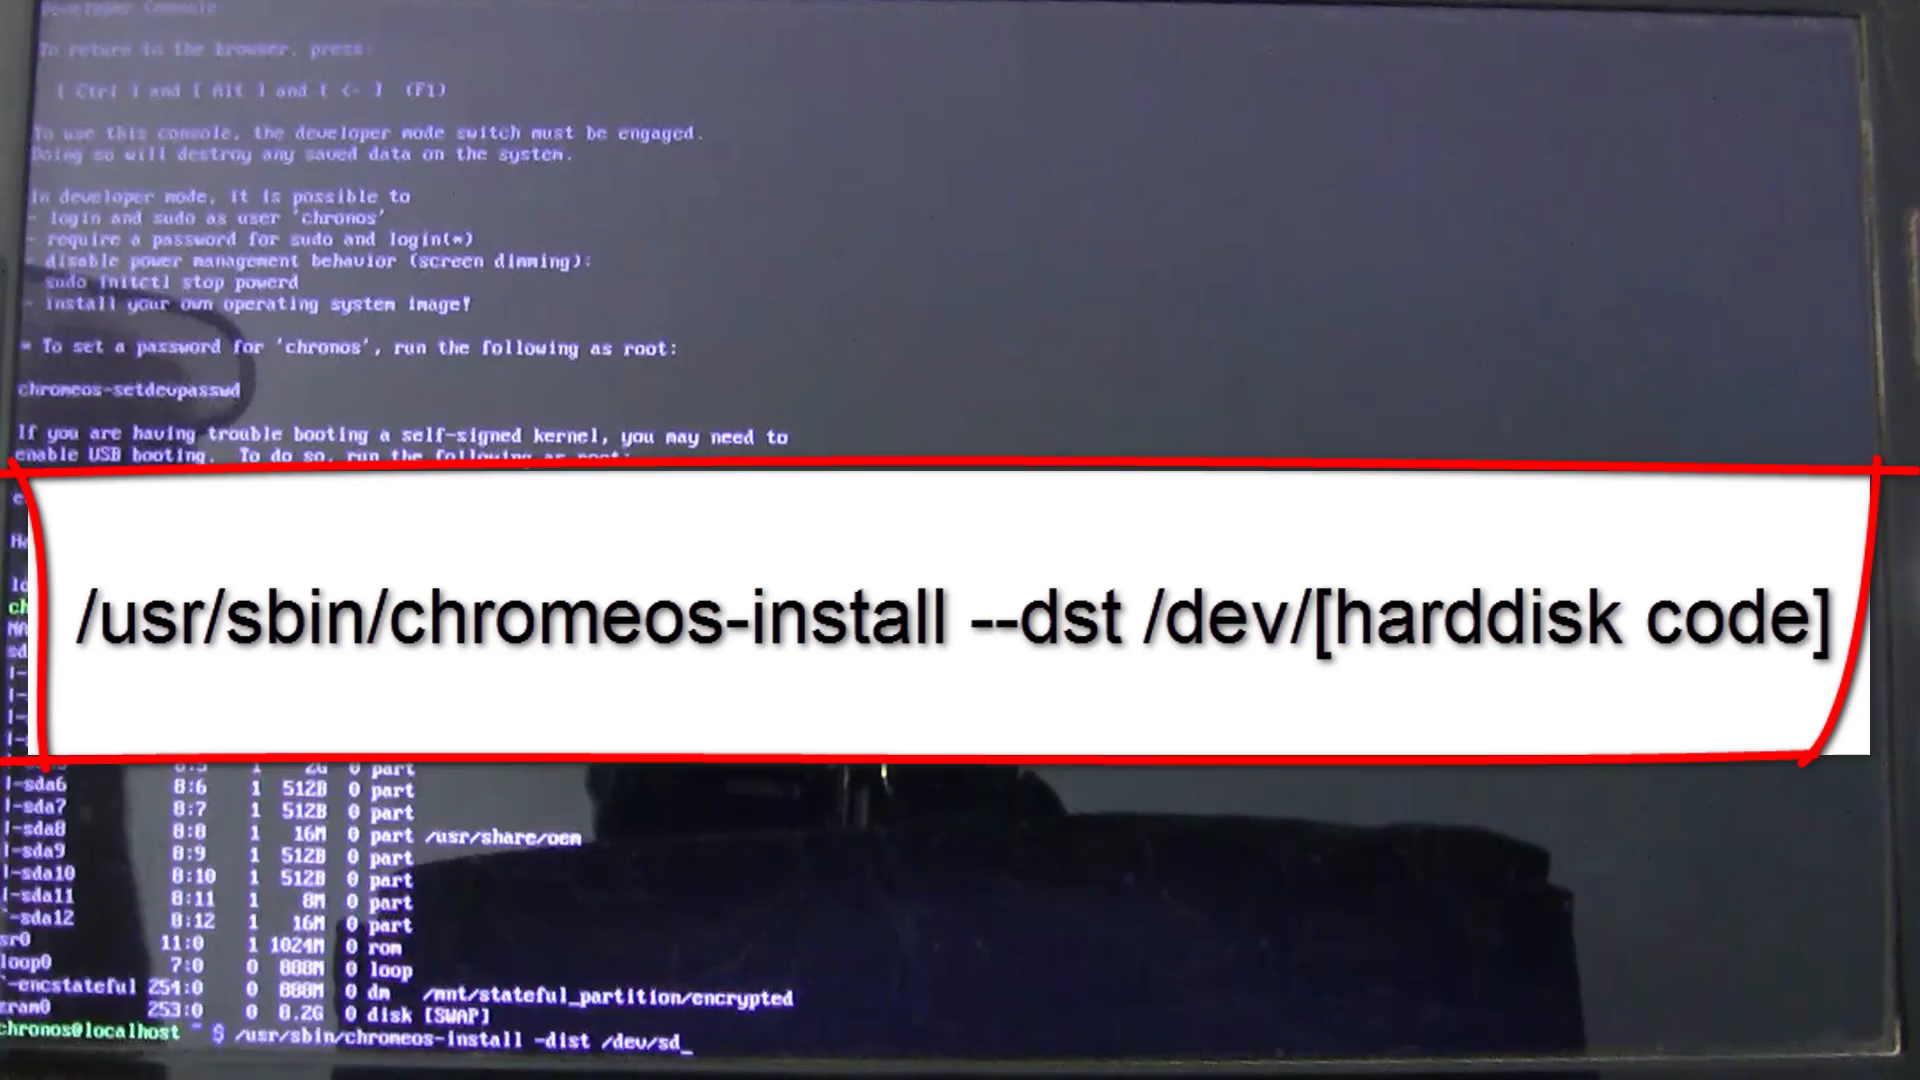 Developer Console
To return to the browser, press:
[ Ctrl ] and [ Alt ] and [ <- ] (F1)
To use this console, the developer mode switch must be engaged.
Doing so will destroy any saved data on the system.
In developer mode, it is possible to
- login and sudo as user 'chronos'
- require a password for sudo and login(*)
- disable power management behavior (screen dimming):
sudo initctl stop powerd
- install your own operating system image!
* To set a password for 'chronos', run the following as root:
chromeos-setdevpasswd
If you are having trouble booting a self-signed kernel, you may need to
enable USB booting. To do so, run the following as root:
/usr/sbin/chromeos-install --dst /dev/[harddisk code]
8:5 1 2G 0 part
|-sda6 8:6 1 512B 0 part
|-sda7 8:7 1 512B 0 part
|-sda8 8:8 1 16M 0 part /usr/share/oem
|-sda9 8:9 1 512B 0 part
|-sda10 8:10 1 512B 0 part
|-sda11 8:11 1 8M 0 part
`-sda12 8:12 1 16M 0 part
sr0 11:0 1 1024M 0 rom
loop0 7:0 0 808M 0 loop
`-encstateful 254:0 0 808M 0 dm /mnt/stateful_partition/encrypted
zram0 253:0 0 8.2G 0 disk [SWAP]
chronos@localhost ~ $ /usr/sbin/chromeos-install -dist /dev/sd_